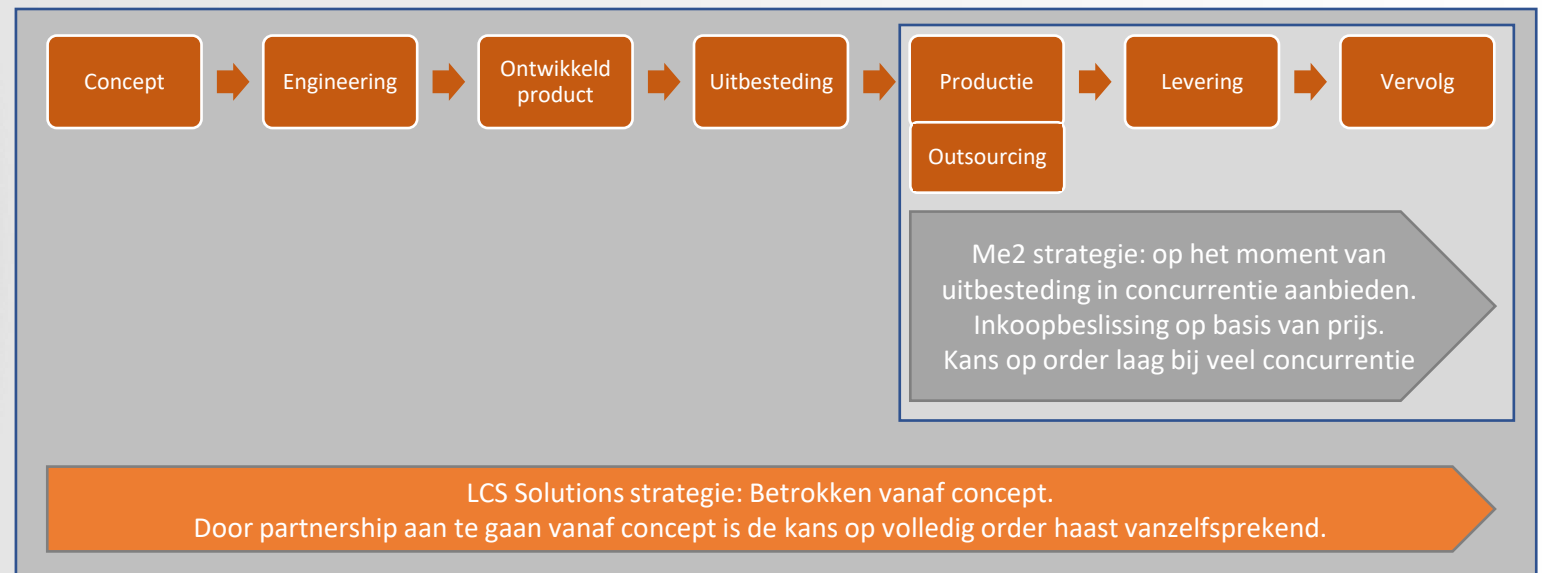 Concept
Engineering
Ontwikkeld
product
Uitbesteding
Productie
Levering
Vervolg
Outsourcing
Me2 strategie: op het moment van
uitbesteding in concurrentie aanbieden.
Inkoopbeslissing op basis van prijs.
Kans op order laag bij veel concurrentie
LCS Solutions strategie: Betrokken vanaf concept.
Door partnership aan te gaan vanaf concept is de kans op volledig order haast vanzelfsprekend.